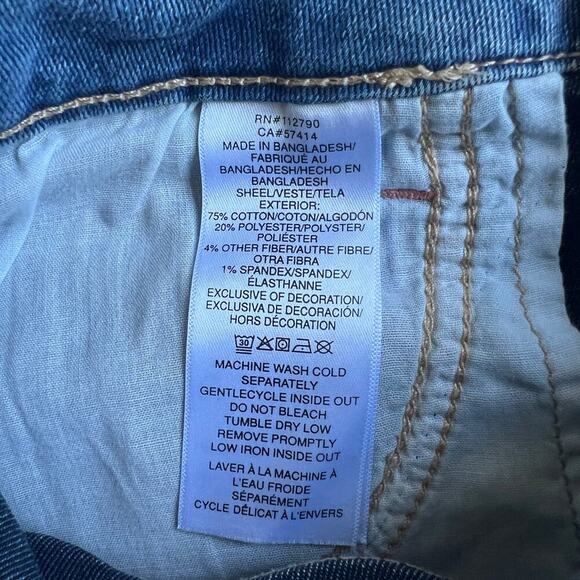 RN#112790
CA#57414
MADE IN BANGLADESH/
FABRIQUÉ AU
BANGLADESH/HECHO EN
BANGLADESH
SHEEL/VESTE/TELA
EXTERIOR:
75% COTTON/COTON/ALGODÓN
20% POLYESTER/POLYESTER/
POLIÉSTER
4% OTHER FIBER/AUTRE FIBRE/
OTRA FIBRA
1% SPANDEX/SPANDEX/
ÉLASTHANNE
EXCLUSIVE OF DECORATION/
EXCLUSIVA DE DECORACIÓN/
HORS DÉCORATION
30
MACHINE WASH COLD
SEPARATELY
GENTLECYCLE INSIDE OUT
DO NOT BLEACH
TUMBLE DRY LOW
REMOVE PROMPTLY
LOW IRON INSIDE OUT
LAVER À LA MACHINE À
L'EAU FROIDE
SÉPARÉMENT
CYCLE DÉLICAT À L'ENVERS